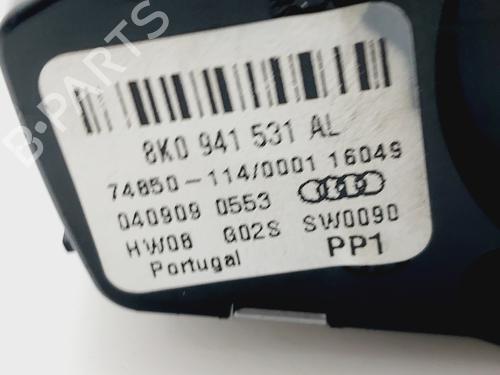 B-PARTS
8K0 941 531 AL
74850-114/0001 16049
040909 0553
HW08 G02S SW0090
Portugal PP1